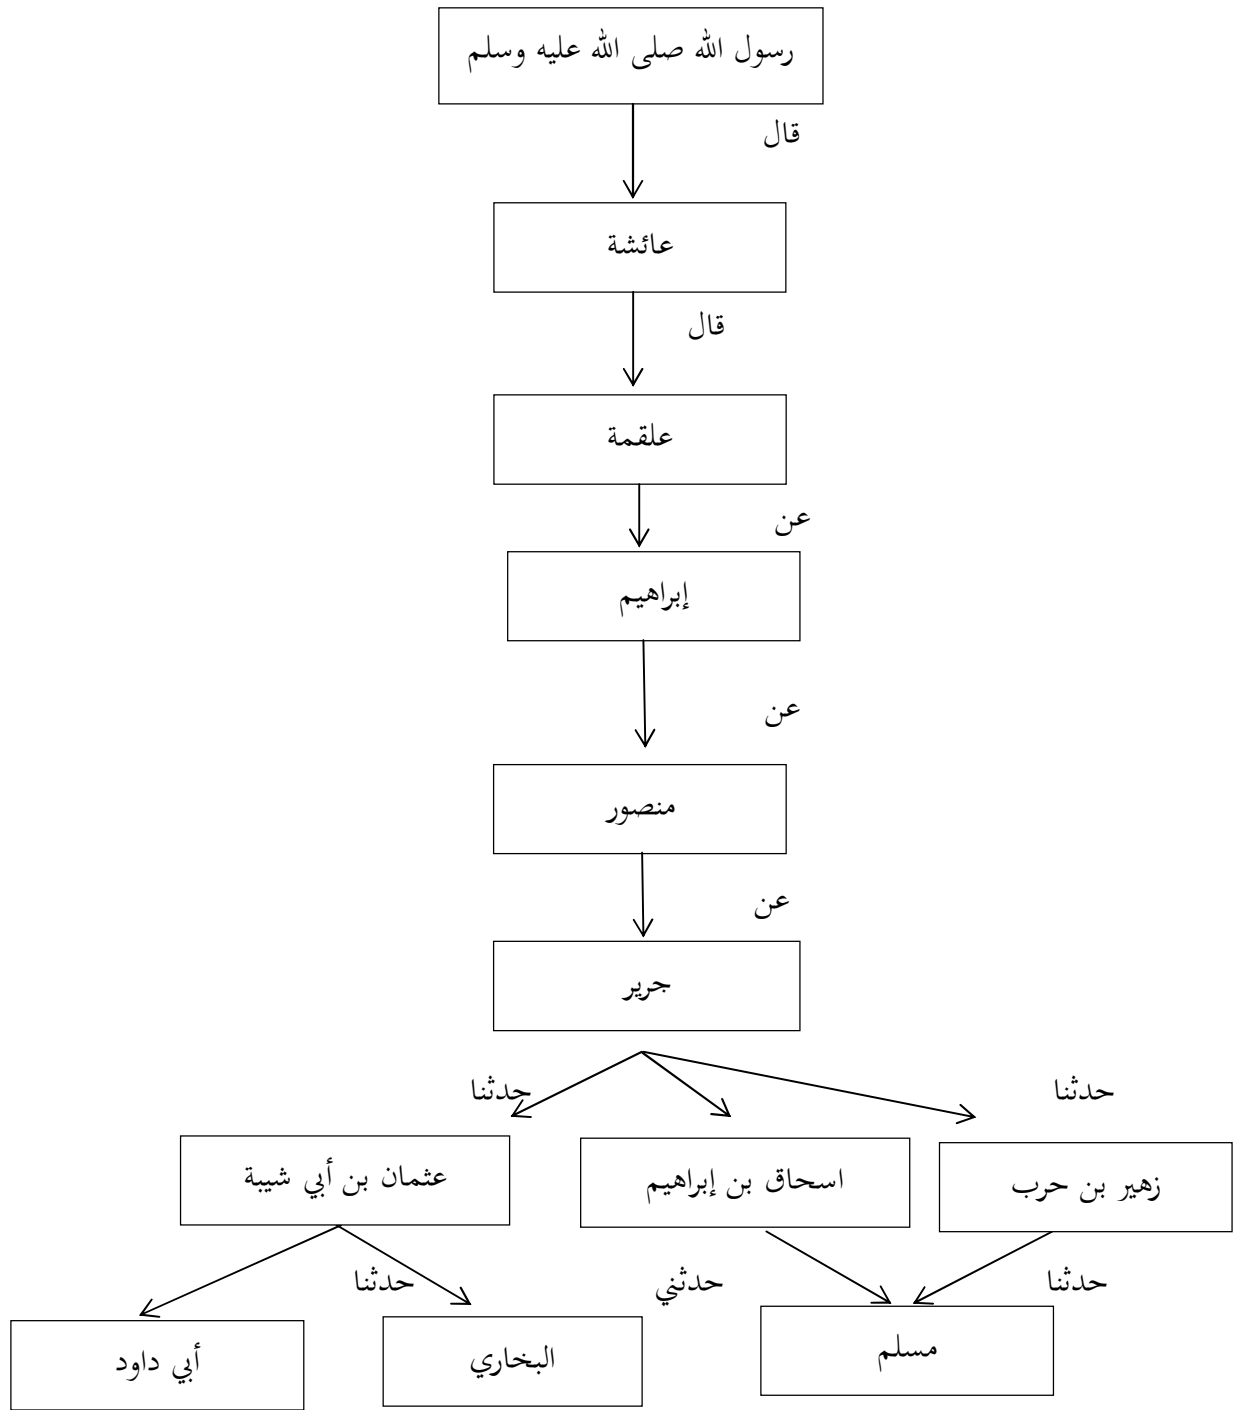 رسول الله صلى الله عليه وسلم
قال
عائشة
قال
علقمة
عن
إبراهيم
عن
منصور
عن
جرير
حدثنا
حدثنا
زهير بن حرب
اسحاق بن إبراهيم
عثمان بن أبي شيبة
حدثنا
حدثني
حدثنا
مسلم
البخاري
أبي داود